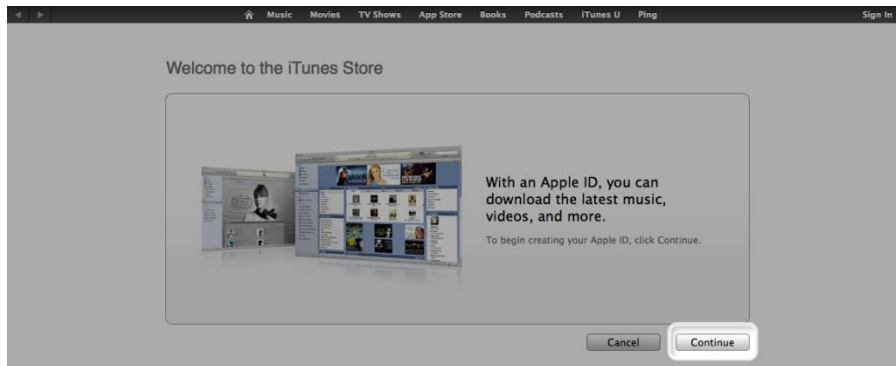 Music Movies TV Shows App Store Books Podcasts iTunes U Ping Sign In
Welcome to the iTunes Store
With an Apple ID, you can
download the latest music,
videos, and more.
To begin creating your Apple ID, click Continue.
Cancel Continue